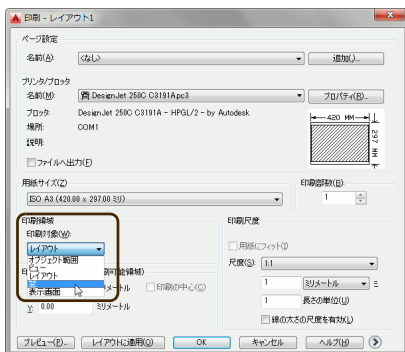 印刷 - レイアウト1
ページ設定
名前(A): <なし> 追加()...
プリンタ/プロッタ
名前(M): DesignJet 250C C3191A.pc3 プロパティ(R)...
プロッタ: DesignJet 250C C3191A - HPGL/2 - by Autodesk
場所: COM1
説明:
420 MM
297 MM
ファイルへ出力(F)
用紙サイズ(Z)
ISO A3 (420.00 x 297.00 ミリ)
印刷部数(B):
1
印刷領域
印刷対象(W):
レイアウト
オブジェクト範囲
ビュー
レイアウト
窓
表示画面
刷可能領域)
ミリメートル
印刷の中心(C)
Y: 0.00 ミリメートル
印刷尺度
用紙にフィット(I)
尺度(S): 1:1
1 ミリメートル =
1 長さの単位(U)
線の太さの尺度を有効(L)
プレビュー(P)... レイアウトに適用(O) OK キャンセル ヘルプ(H)